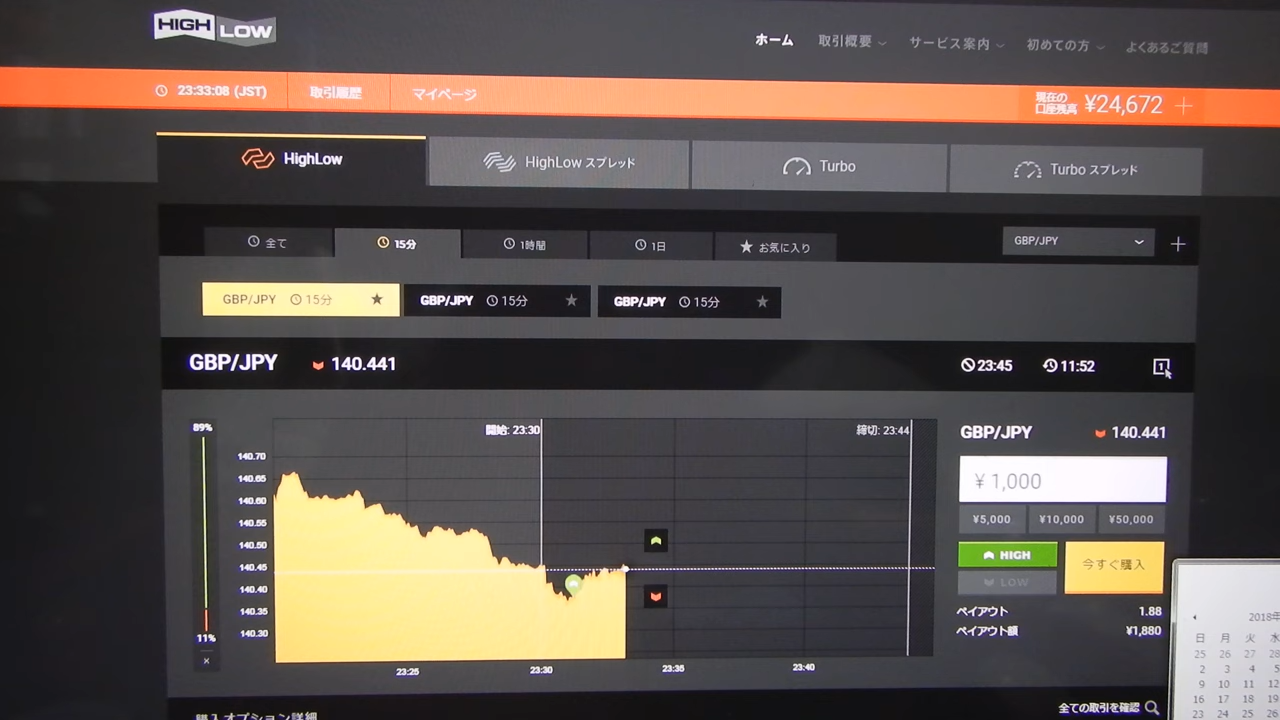 HIGH LOW
ホーム 取引概要 サービス案内 初めての方 よくあるご質問
23:33:08 (JST) 取引履歴 マイページ 現在の口座残高 ¥24,672 +
HighLow HighLow スプレッド Turbo Turbo スプレッド
全て 15分 1時間 1日 お気に入り GBP/JPY +
GBP/JPY 15分 GBP/JPY 15分 GBP/JPY 15分
GBP/JPY 140.441 23:45 11:52 1
89% 開始: 23:30 締切: 23:44 GBP/JPY 140.441
140.70
140.65
140.60
140.55
140.50
140.45
140.40
140.35
140.30
11%
×
23:25 23:30 23:35 23:40
¥ 1,000
¥5,000 ¥10,000 ¥50,000
HIGH 今すぐ購入
LOW
ペイアウト 1.88
ペイアウト額 ¥1,880
購入オプション詳細 全ての取引を確認
2018年
日 月 火 水
25 26 27 28
2 3 4 5
9 10 11 12
16 17 18 19
23 24 25 26